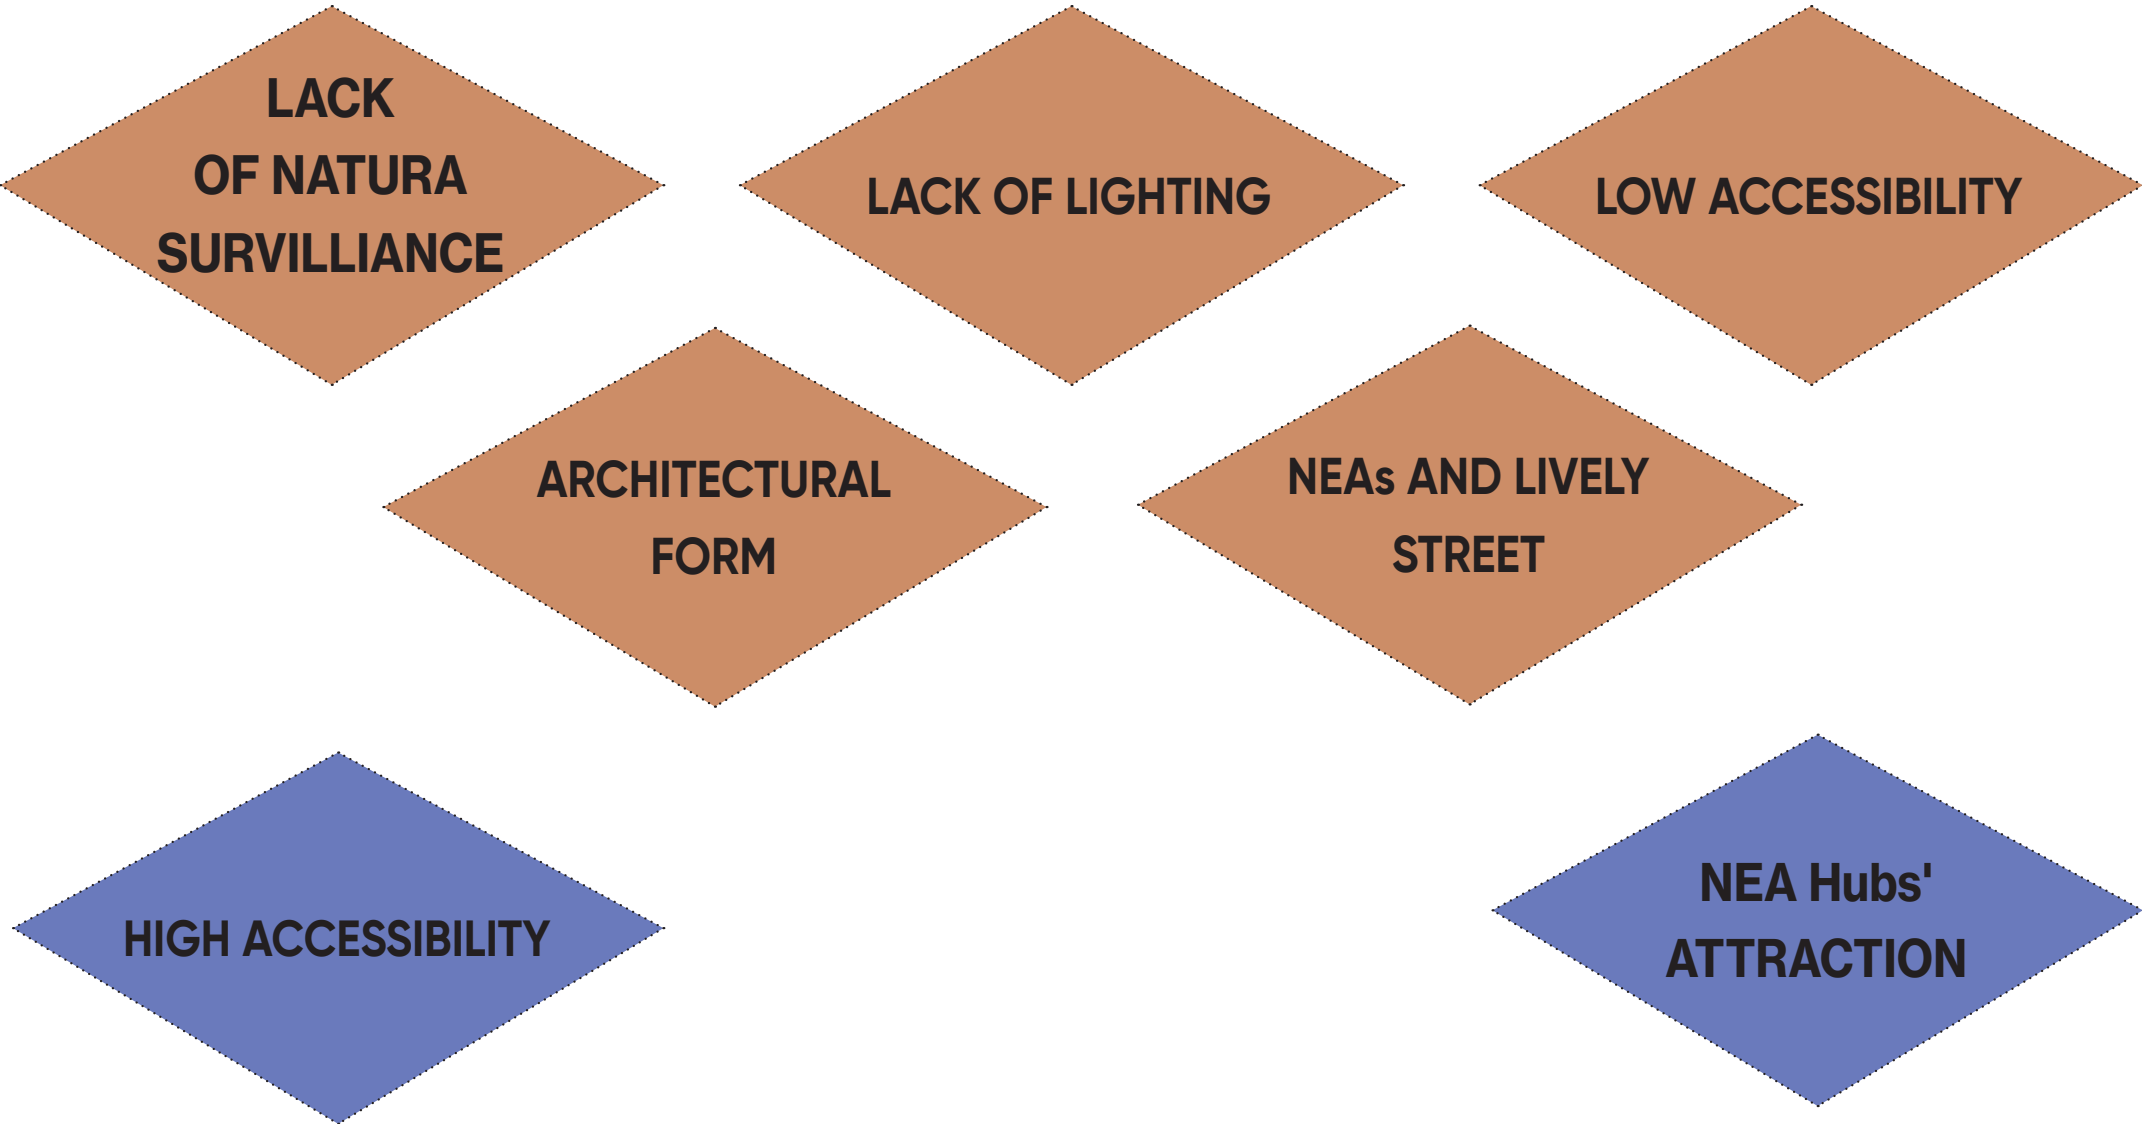 LACK
OF NATURA
SURVILLIANCE
LACK OF LIGHTING
LOW ACCESSIBILITY
ARCHITECTURAL
FORM
NEAs AND LIVELY
STREET
HIGH ACCESSIBILITY
NEA Hubs'
ATTRACTION